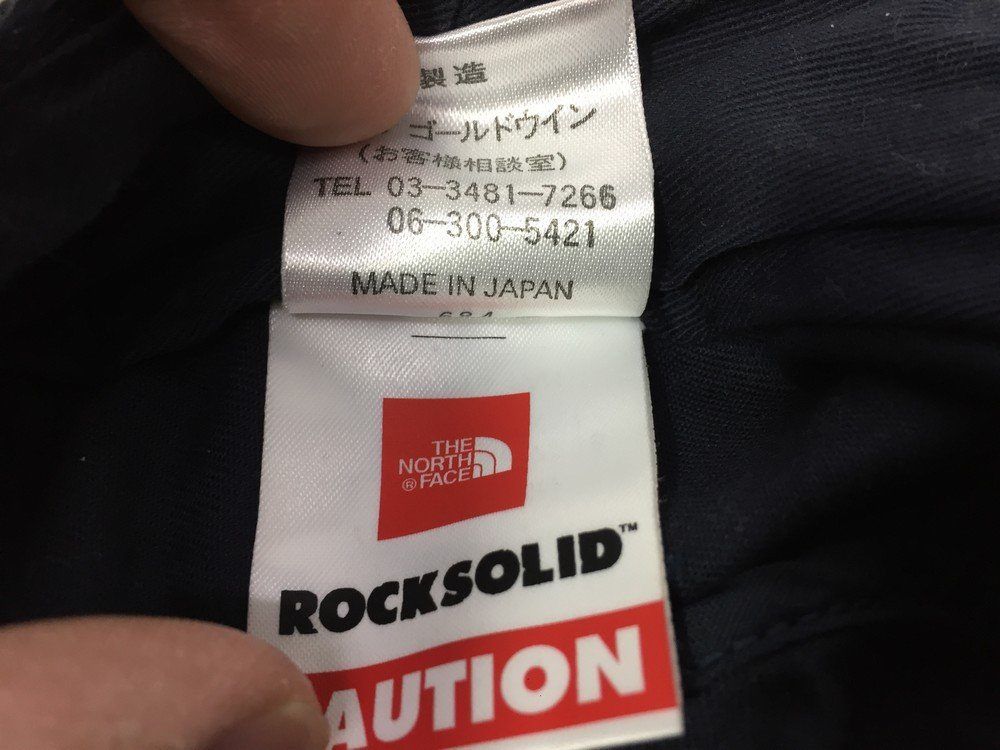 製造
ゴールドウイン
(お客様相談室)
TEL 03-3481-7266
06-300-5421
MADE IN JAPAN
THE
NORTH
® FACE
ROCKSOLID™
AUTION